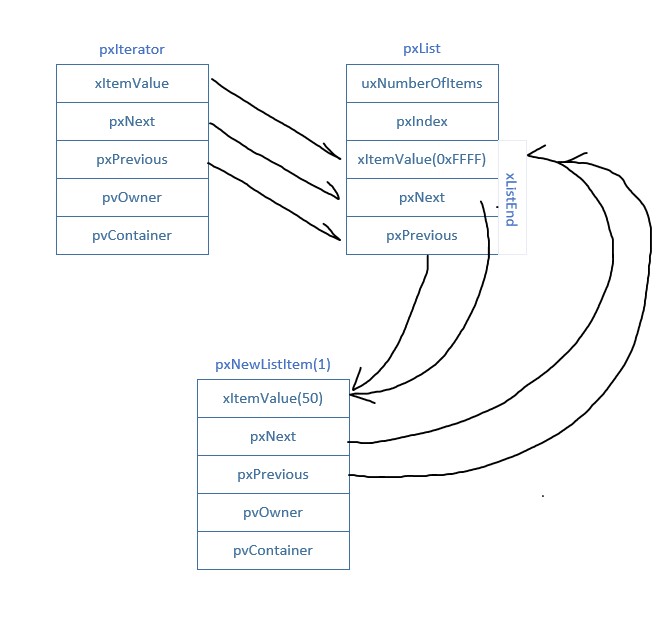 pxIterator
xItemValue
pxNext
pxPrevious
pvOwner
pvContainer
pxList
uxNumberOfItems
pxIndex
xItemValue(0xFFFF)
pxNext
pxPrevious
xListEnd
pxNewListItem(1)
xItemValue(50)
pxNext
pxPrevious
pvOwner
pvContainer